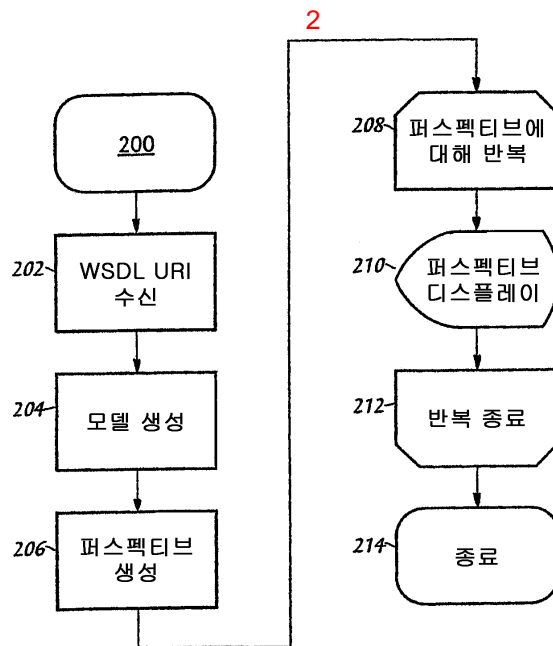 2
200
202
WSDL URI
수신
204
모델 생성
206
퍼스펙티브
생성
208
퍼스펙티브에
대해 반복
210
퍼스펙티브
디스플레이
212
반복 종료
214
종료